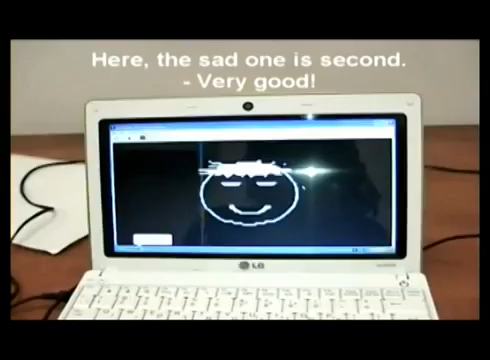 Here, the sad one is second.
- Very good!
LG